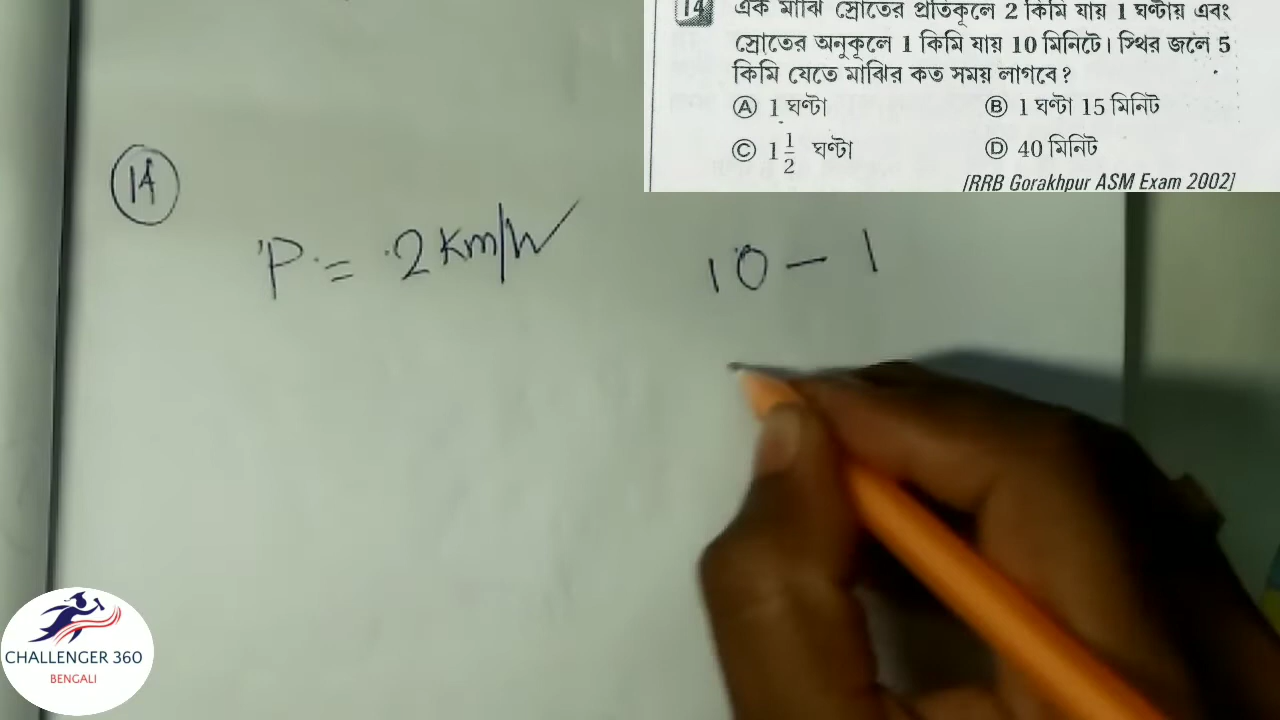 14 এক মাঝি স্রোতের প্রতিকূলে 2 কিমি যায় 1 ঘণ্টায় এবং
স্রোতের অনুকূলে 1 কিমি যায় 10 মিনিটে। স্থির জলে 5
কিমি যেতে মাঝির কত সময় লাগবে ?
Ⓐ 1 ঘণ্টা Ⓑ 1 ঘণ্টা 15 মিনিট
Ⓒ 1 1/2 ঘণ্টা Ⓓ 40 মিনিট
[RRB Gorakhpur ASM Exam 2002]
14
P = 2 Km/h
10 - 1
CHALLENGER 360
BENGALI